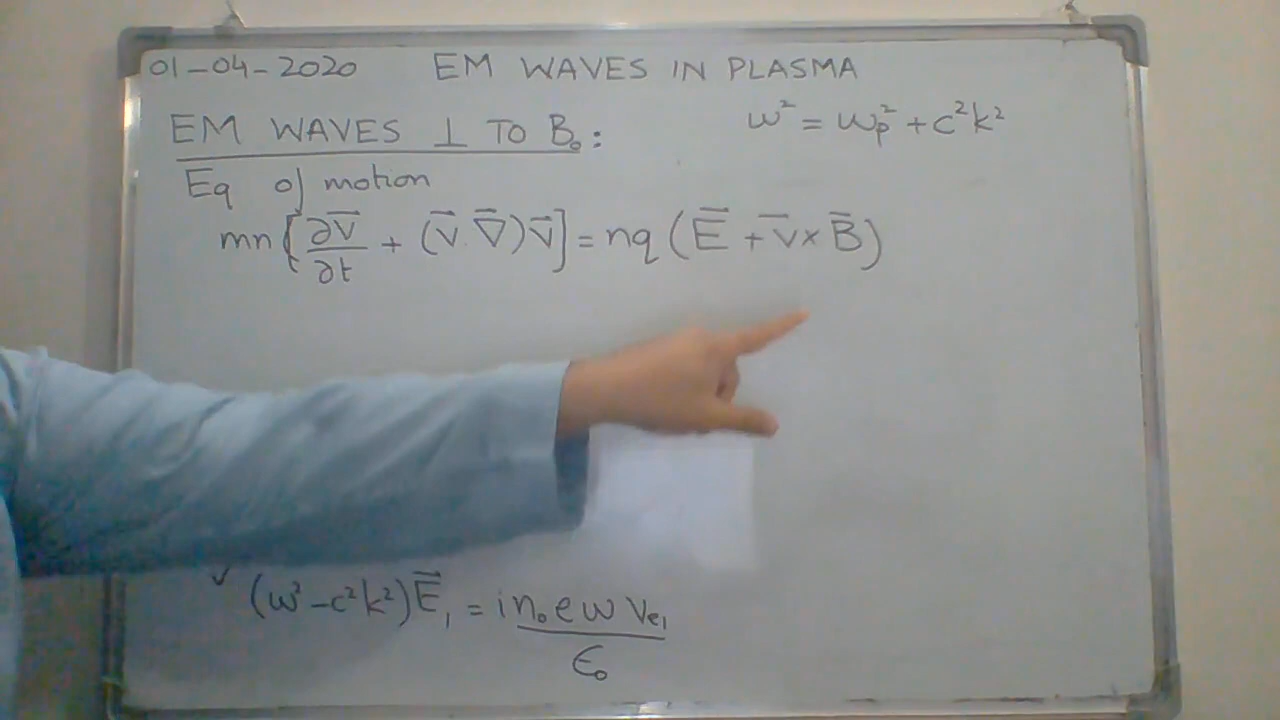 01-04-2020 EM WAVES IN PLASMA
EM WAVES ⊥ TO B₀: ω² = ωₚ² + c²k²
Eq of motion
mn[∂V̄/∂t + (V̄·∇̄)V̄] = nq(Ē + V̄×B̄)
✓ (ω² - c²k²)Ē₁ = in₀eωVₑ₁/ϵ₀